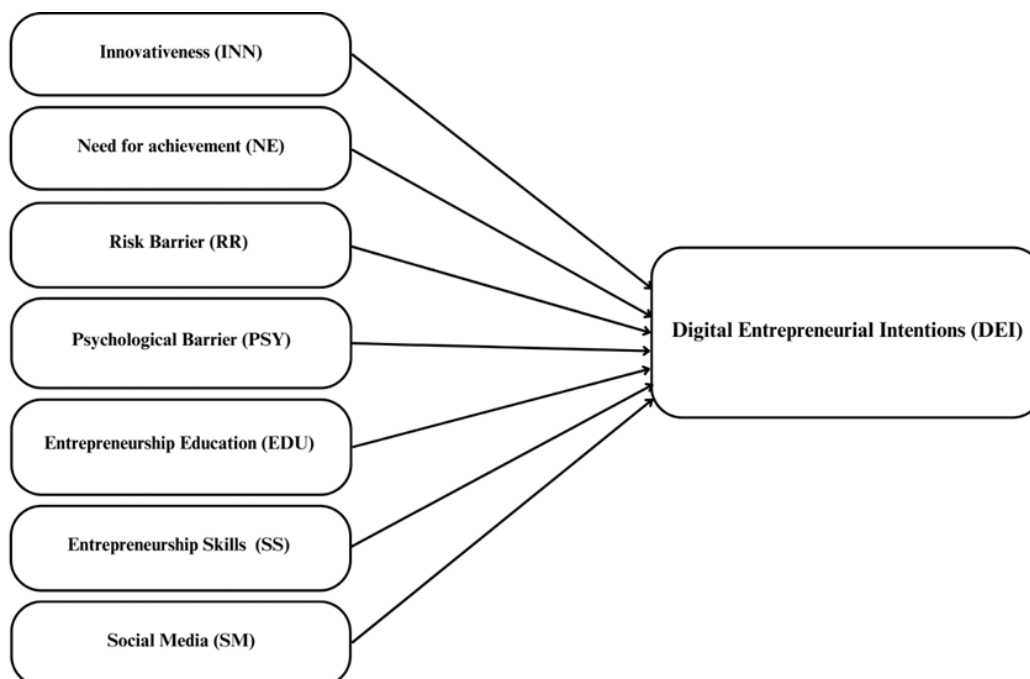 Innovativeness (INN)
Need for achievement (NE)
Risk Barrier (RR)
Psychological Barrier (PSY)
Entrepreneurship Education (EDU)
Entrepreneurship Skills (SS)
Social Media (SM)
Digital Entrepreneurial Intentions (DEI)